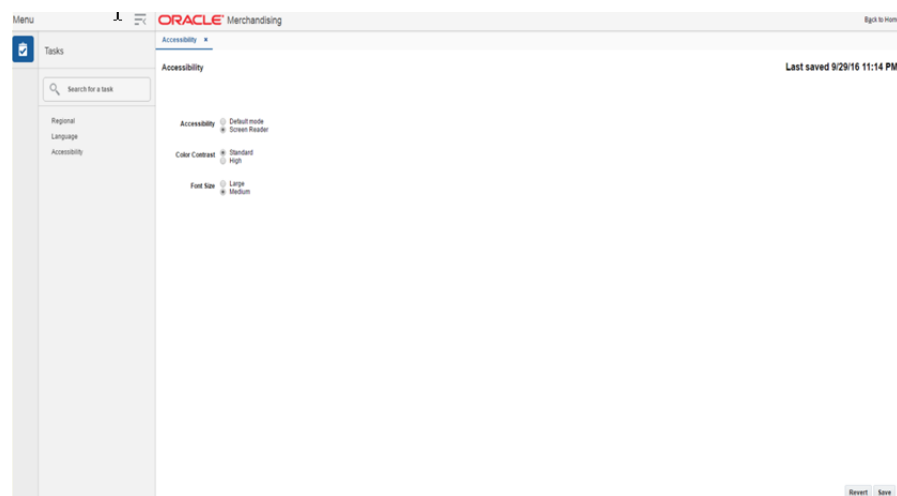 Menu
ORACLE® Merchandising
Back to Hom
Tasks
Search for a task
Regional
Language
Accessibility
Accessibility ×
Accessibility
Last saved 9/29/16 11:14 PM
Accessibility
Default mode
Screen Reader
Color Contrast
Standard
High
Font Size
Large
Medium
Revert
Save